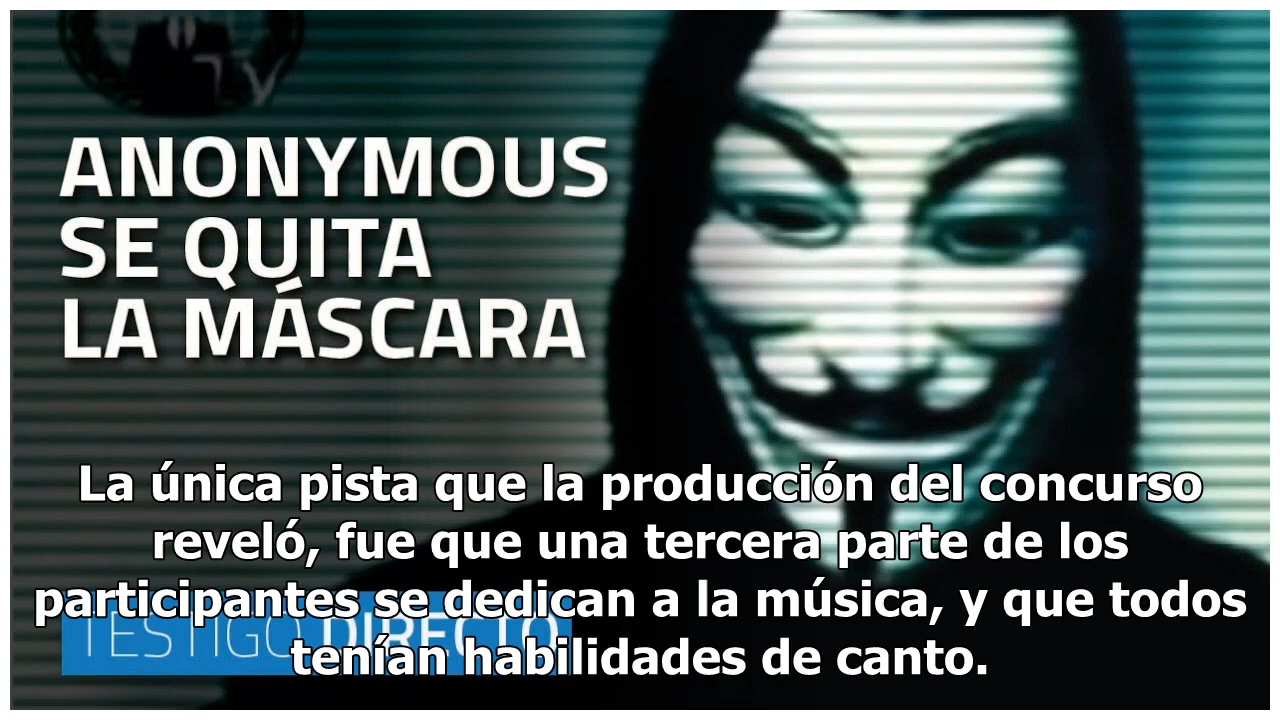 TV
ANONYMOUS
SE QUITA
LA MÁSCARA
La única pista que la producción del concurso
reveló, fue que una tercera parte de los
participantes se dedican a la música, y que todos
tenían habilidades de canto.
TESTIGO DIRECTO